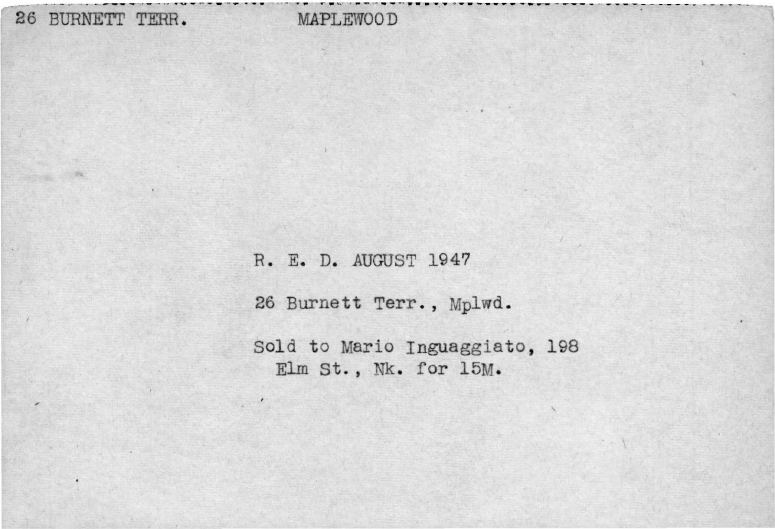 26 BURNETT TERR. MAPLEWOOD
R. E. D. AUGUST 1947
26 Burnett Terr., Mplwd.
Sold to Mario Inguaggiato, 198
Elm St., Nk. for 15M.